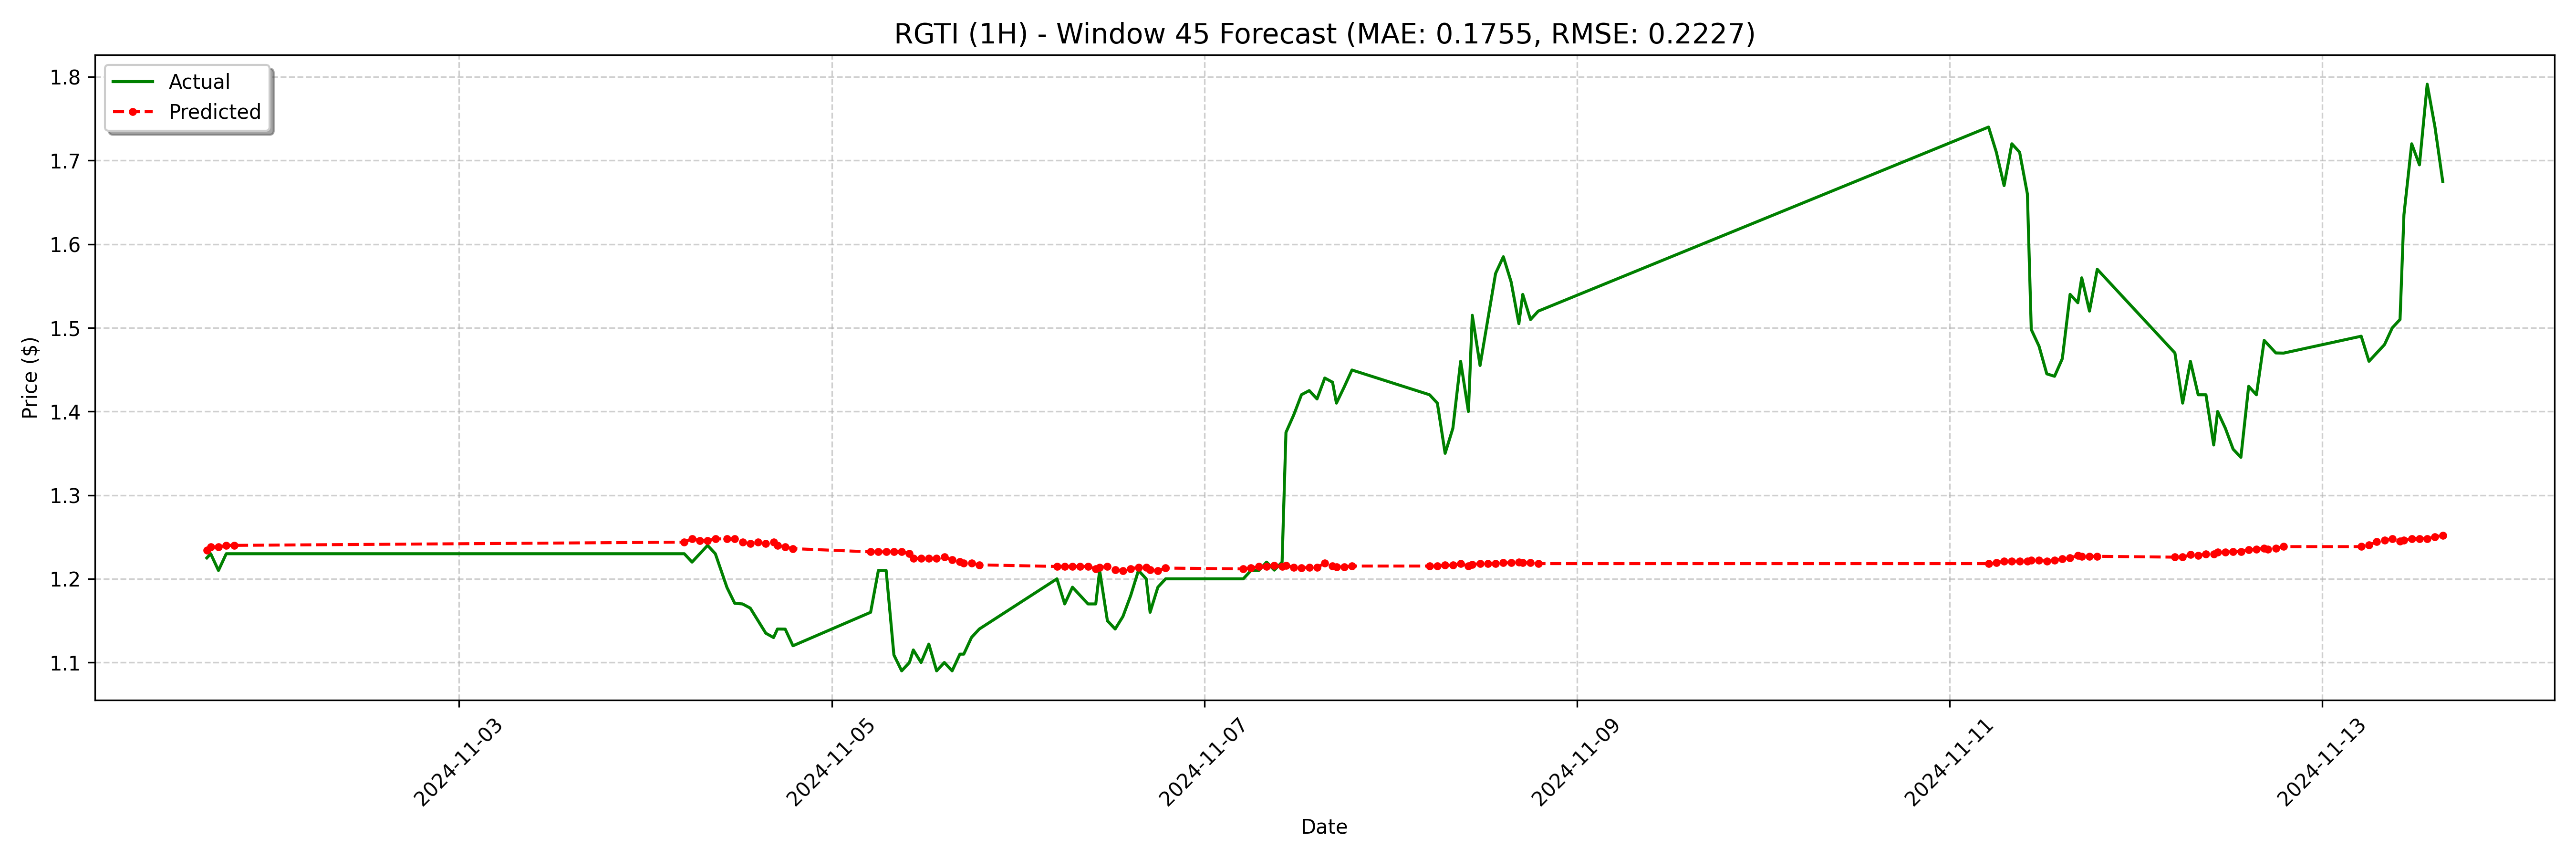 RGTI (1H) - Window 45 Forecast (MAE: 0.1755, RMSE: 0.2227)
Actual
Predicted
Price ($)
1.8
1.7
1.6
1.5
1.4
1.3
1.2
1.1
2024-11-03
2024-11-05
2024-11-07
2024-11-09
2024-11-11
2024-11-13
Date